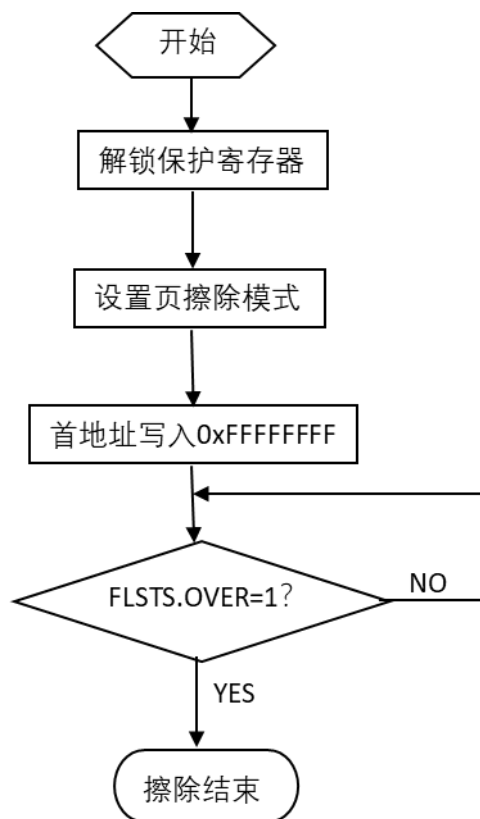 开始
解锁保护寄存器
设置页擦除模式
首地址写入0xFFFFFFFF
FLSTS.OVER=1?
NO
YES
擦除结束